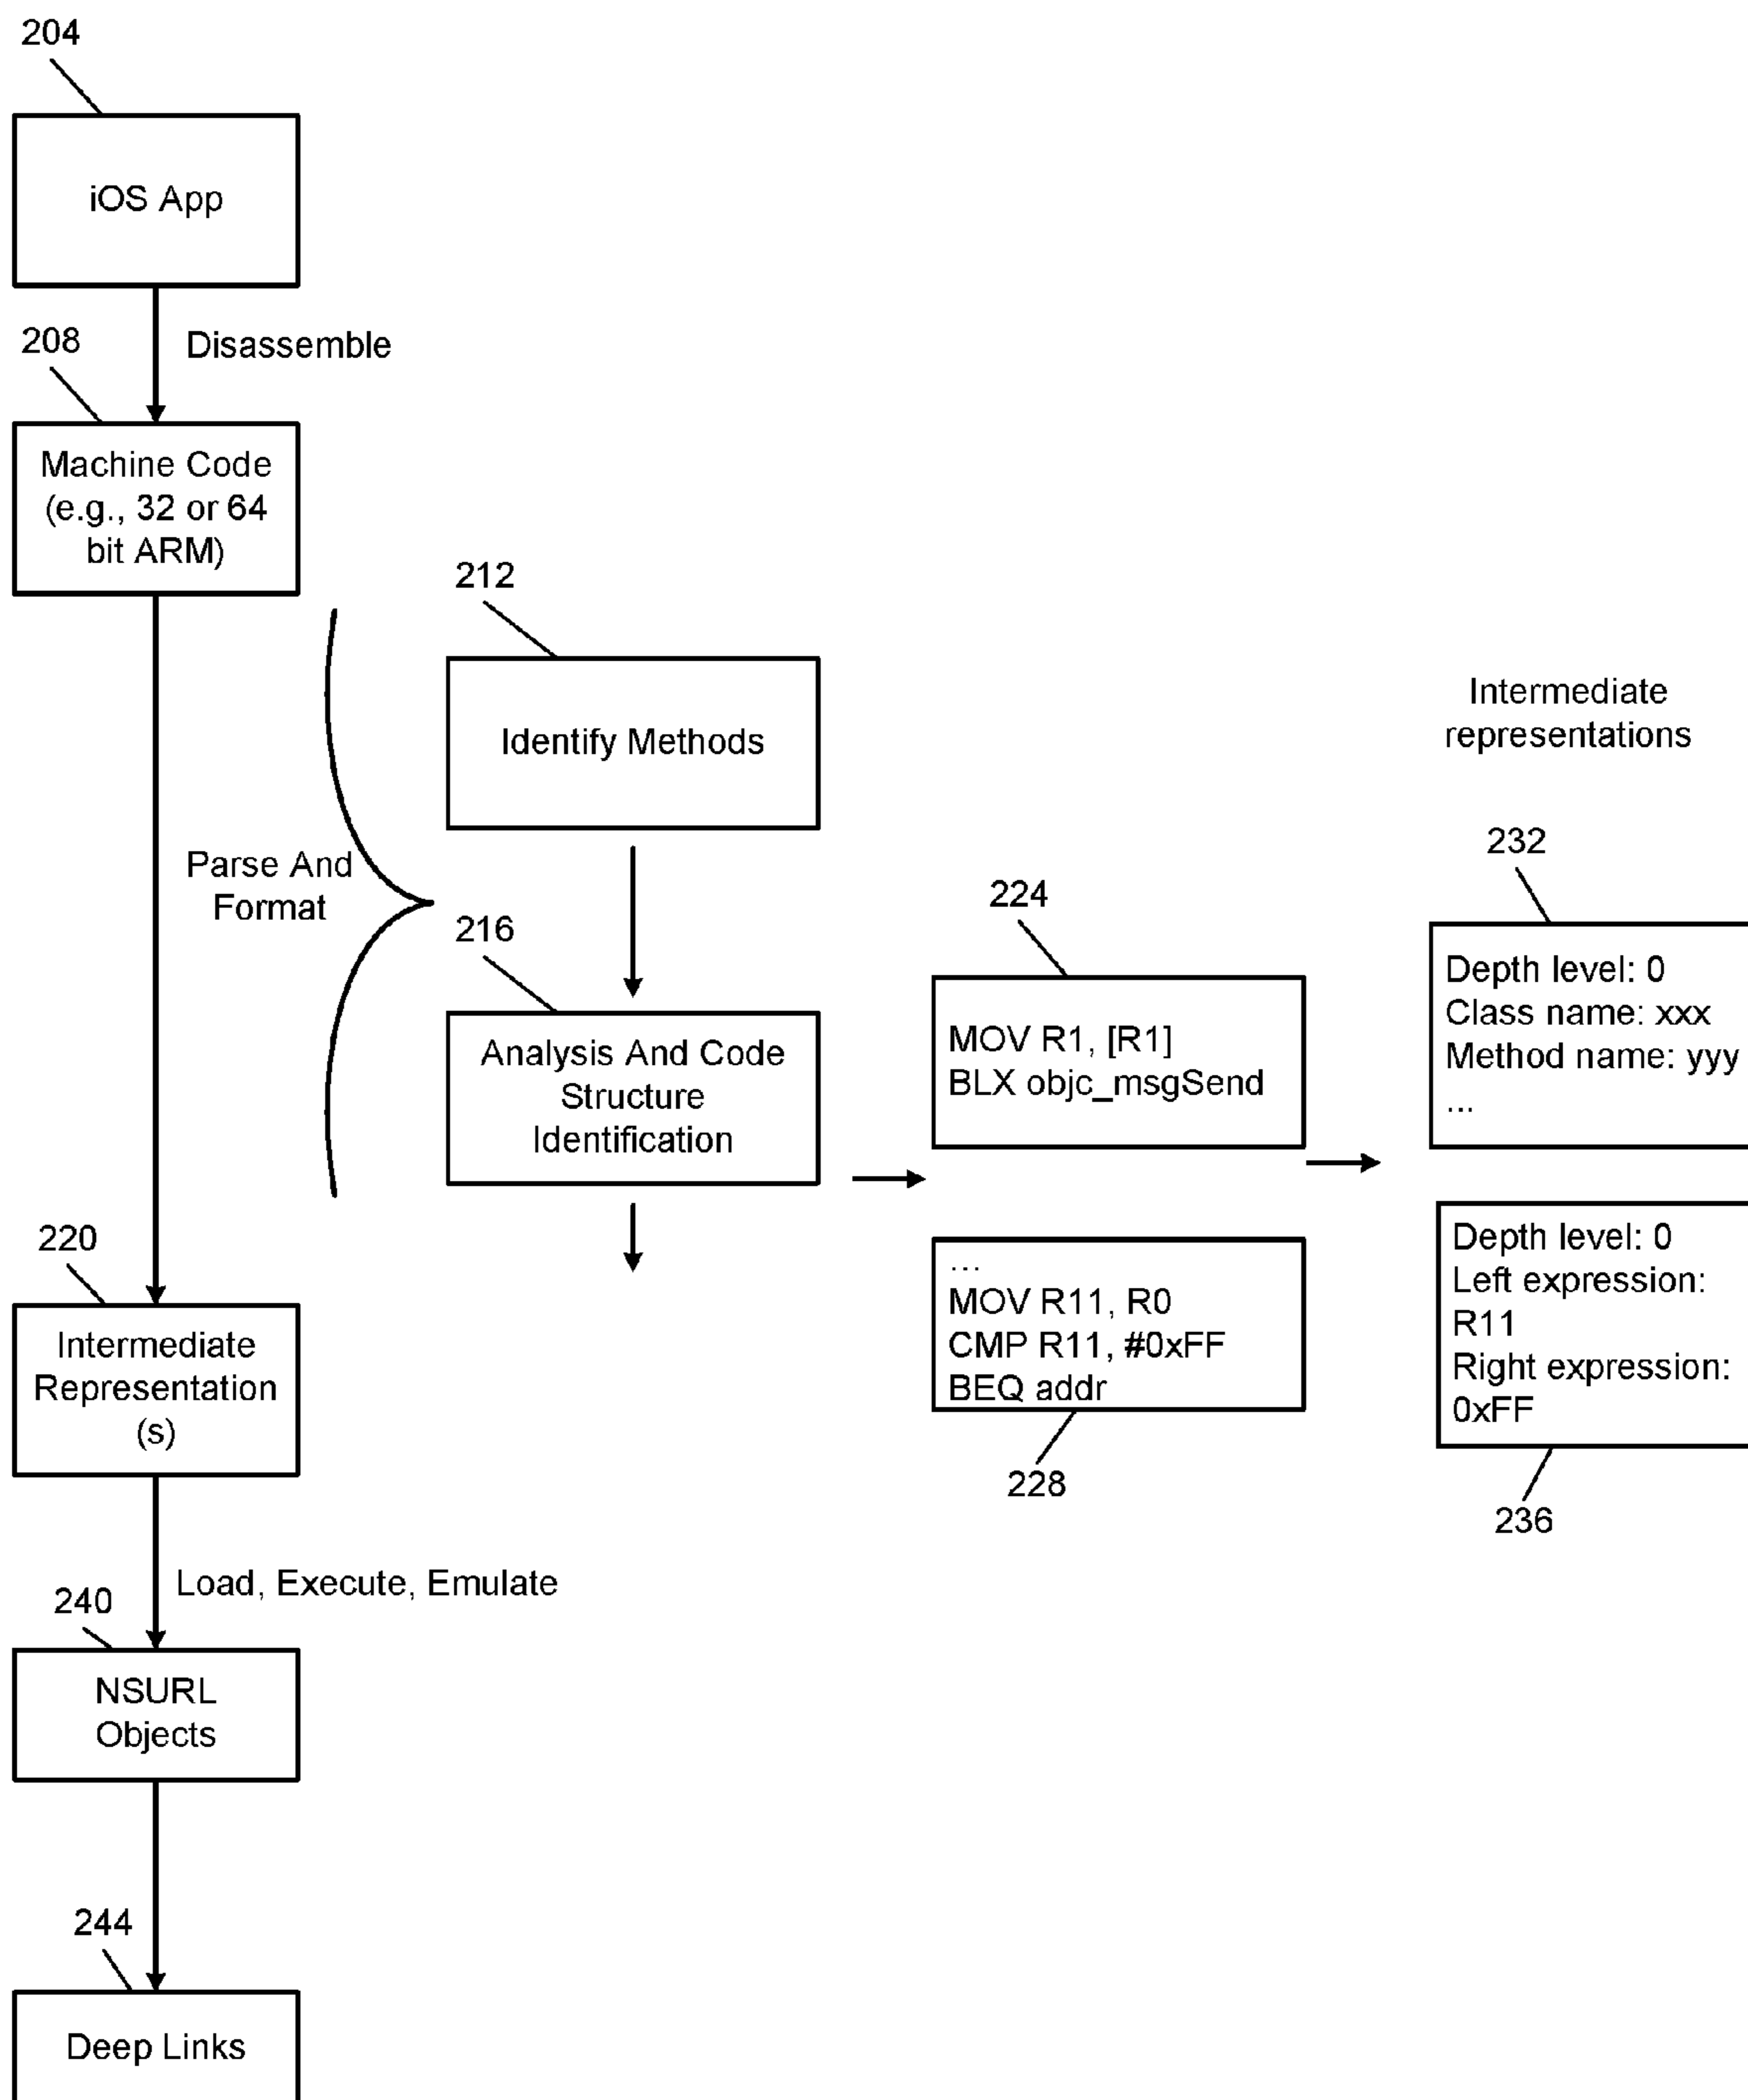 204
iOS App
Disassemble
208
Machine Code
(e.g., 32 or 64
bit ARM)
212
Identify Methods
Parse And
Format
216
Analysis And Code
Structure
Identification
224
MOV R1, [R1]
BLX objc_msgSend
...
MOV R11, R0
CMP R11, #0xFF
BEQ addr
228
Intermediate
representations
232
Depth level: 0
Class name: xxx
Method name: yyy
...
Depth level: 0
Left expression:
R11
Right expression:
0xFF
236
220
Intermediate
Representation
(s)
Load, Execute, Emulate
240
NSURL
Objects
244
Deep Links